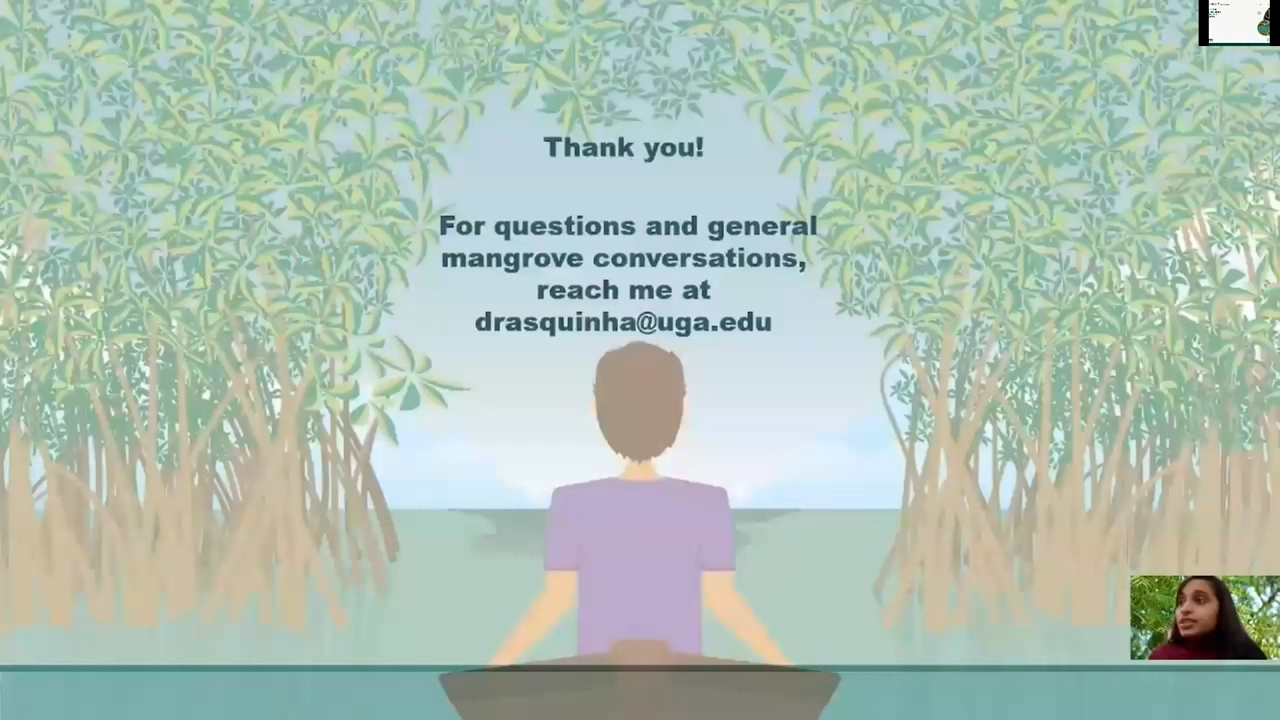 Thank you!
For questions and general
mangrove conversations,
reach me at
drasquinha@uga.edu